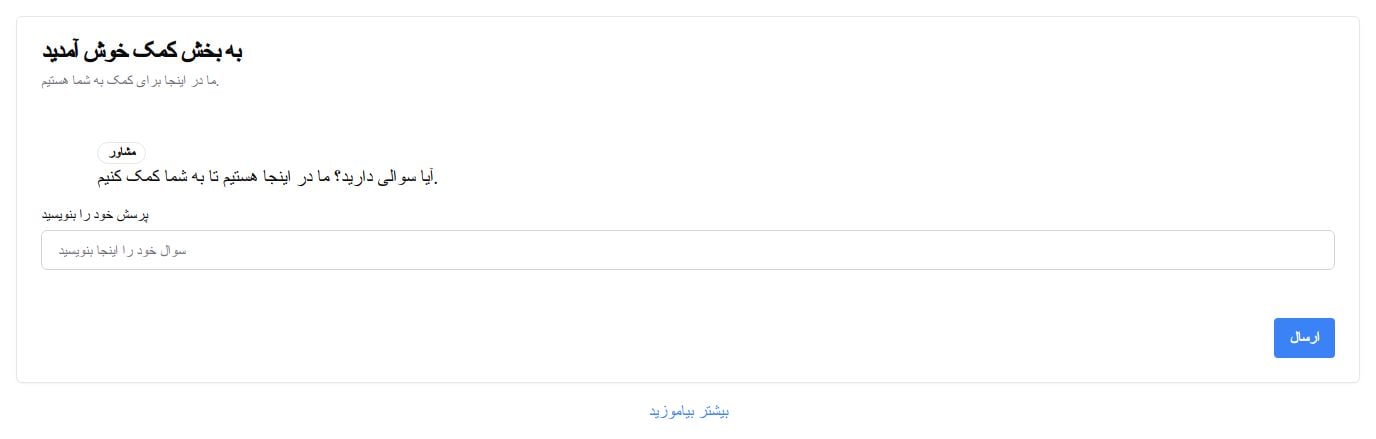 به بخش کمک خوش آمدید
ما در اینجا برای کمک به شما هستیم.
مشاور
آیا سوالی دارید؟ ما در اینجا هستیم تا به شما کمک کنیم.
پرسش خود را بنویسید
سوال خود را اینجا بنویسید
ارسال
بیشتر بیاموزید